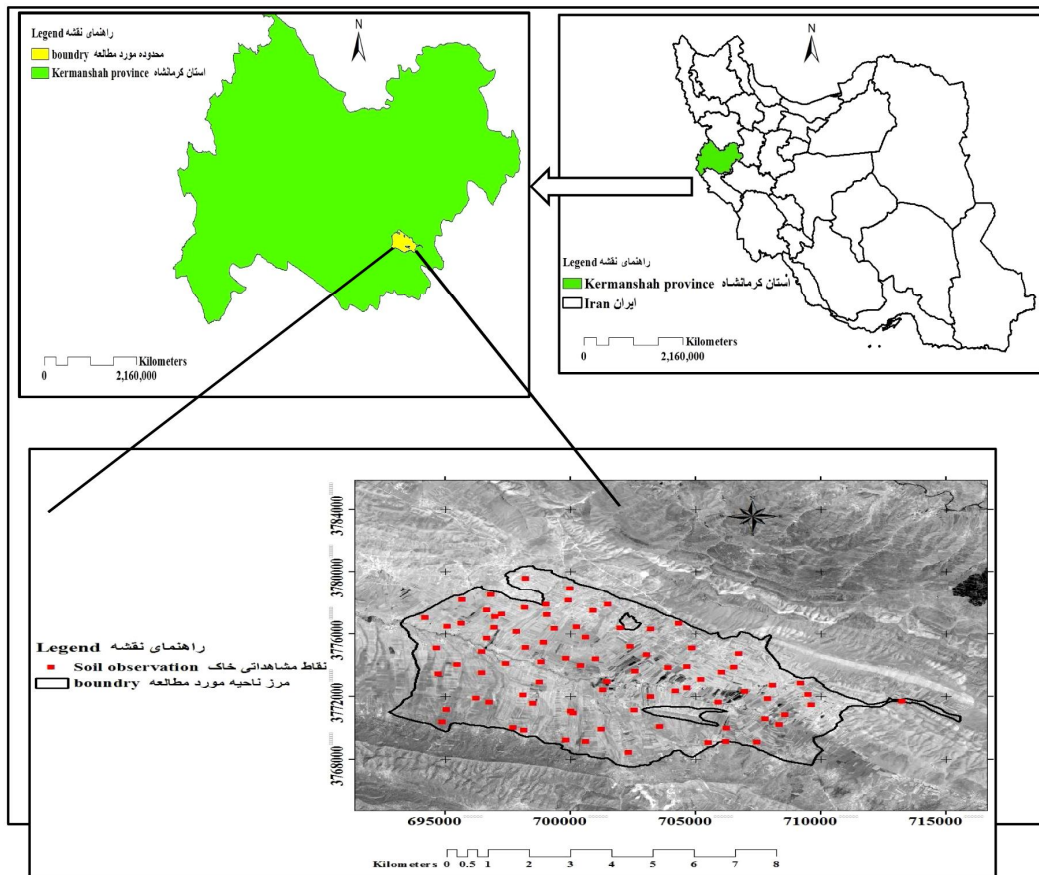 Legend راهنمای نقشه
boundry محدوده مورد مطالعه
Kermanshah province استان کرمانشاه
N
Kilometers
0 2,160,000
N
Legend راهنمای نقشه
Kermanshah province استان کرمانشاه
Iran ایران
Kilometers
0 2,160,000
3784000
3780000
3776000
3772000
3768000
Legend راهنمای نقشه
Soil observation نقاط مشاهداتی خاک
boundry مرز ناحیه مورد مطالعه
695000 700000 705000 710000 715000
Kilometers 0 0.5 1 2 3 4 5 6 7 8